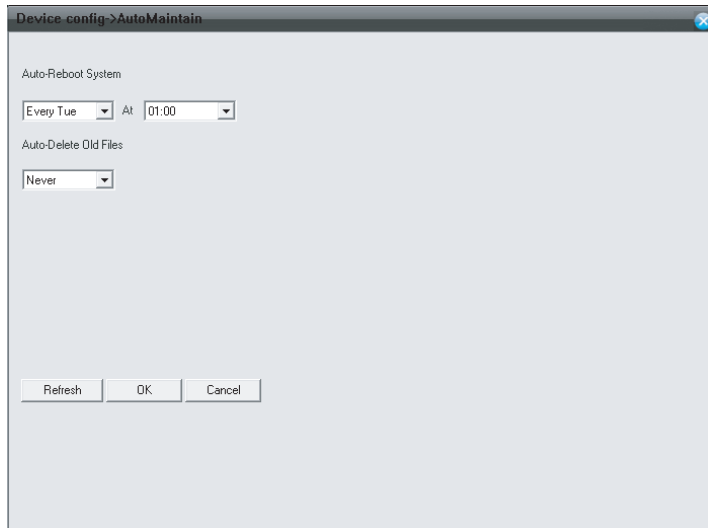 Device config->AutoMaintain
Auto-Reboot System
Every Tue At 01:00
Auto-Delete Old Files
Never
Refresh OK Cancel